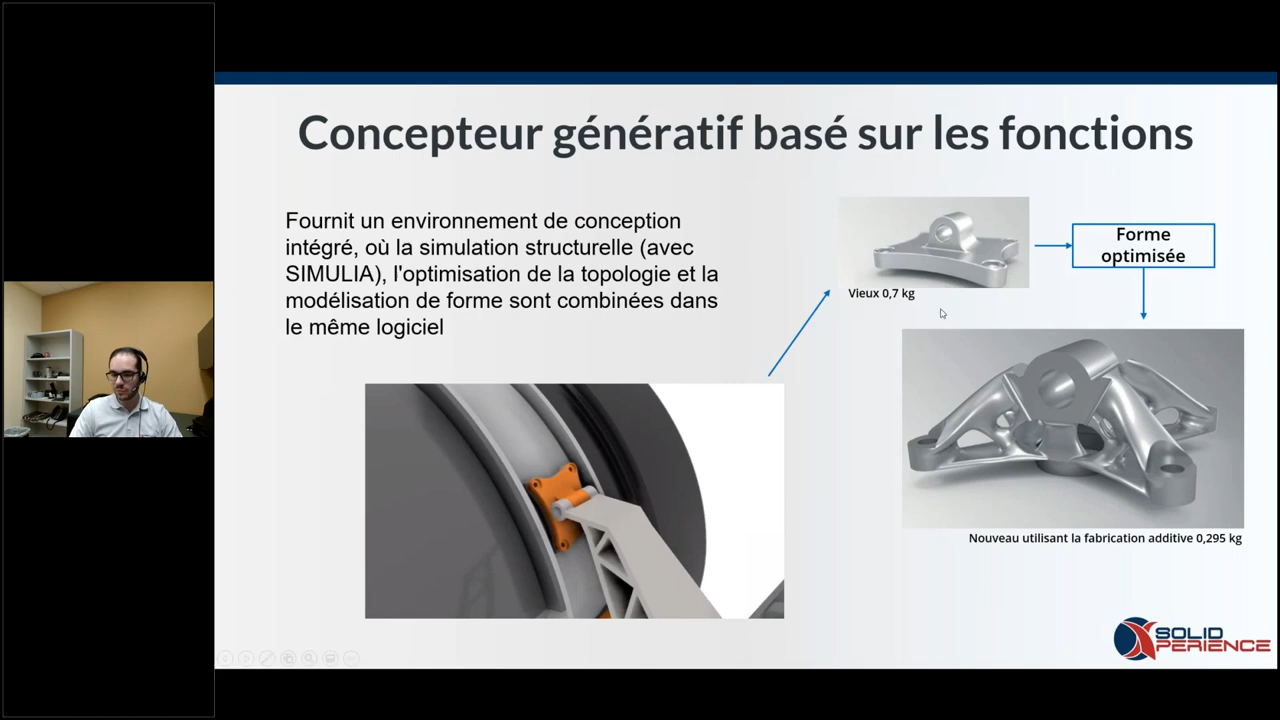 Concepteur génératif basé sur les fonctions
Fournit un environnement de conception
intégré, où la simulation structurelle (avec
SIMULIA), l'optimisation de la topologie et la
modélisation de forme sont combinées dans
le même logiciel
Vieux 0,7 kg
Forme
optimisée
Nouveau utilisant la fabrication additive 0,295 kg
SOLID
XPERIENCE